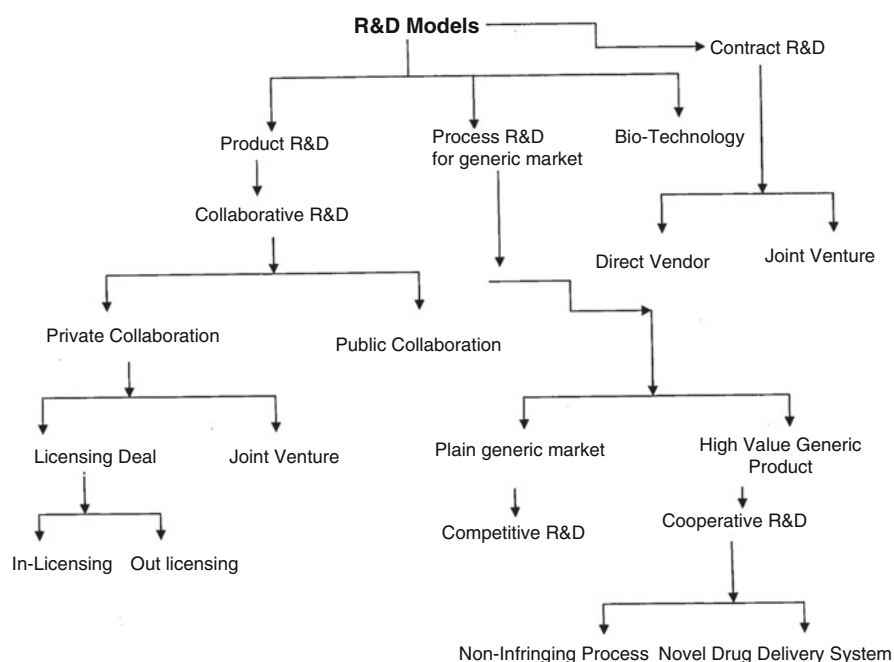 R&D Models
Contract R&D
Product R&D
Process R&D
for generic market
Bio-Technology
Collaborative R&D
Direct Vendor
Joint Venture
Private Collaboration
Public Collaboration
Licensing Deal
Joint Venture
Plain generic market
High Value Generic
Product
Competitive R&D
Cooperative R&D
In-Licensing
Out licensing
Non-Infringing Process
Novel Drug Delivery System